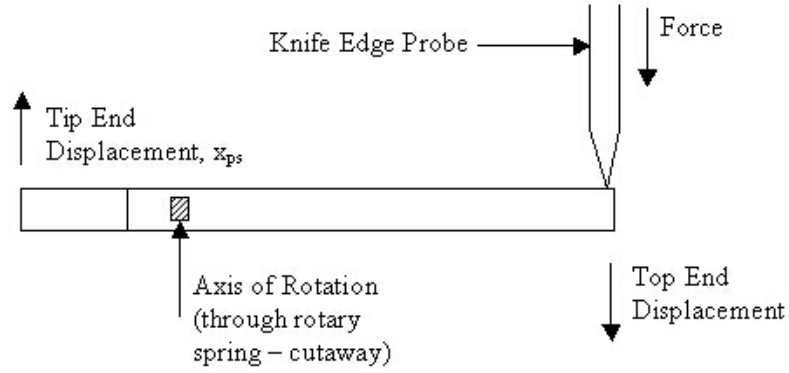 Knife Edge Probe
Force
Tip End
Displacement, xps
Axis of Rotation
(through rotary
spring – cutaway)
Top End
Displacement